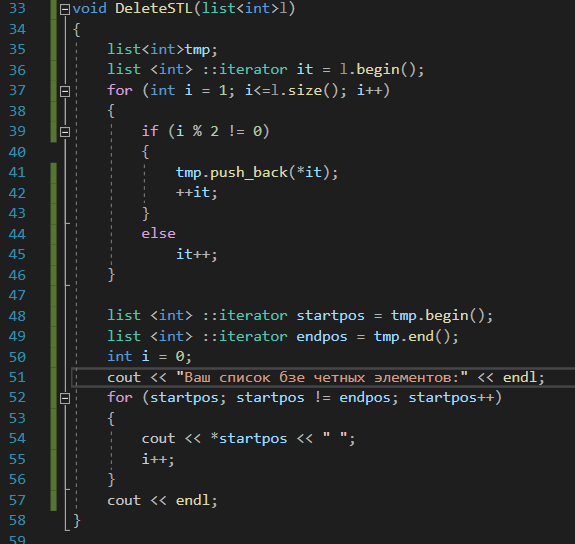 33 void DeleteSTL(list<int>l)
34 {
35 list<int>tmp;
36 list <int> ::iterator it = l.begin();
37 for (int i = 1; i<=l.size(); i++)
38 {
39 if (i % 2 != 0)
40 {
41 tmp.push_back(*it);
42 ++it;
43 }
44 else
45 it++;
46 }
47
48 list <int> ::iterator startpos = tmp.begin();
49 list <int> ::iterator endpos = tmp.end();
50 int i = 0;
51 cout << "Ваш список бзе четных элементов:" << endl;
52 for (startpos; startpos != endpos; startpos++)
53 {
54 cout << *startpos << " ";
55 i++;
56 }
57 cout << endl;
58 }
59